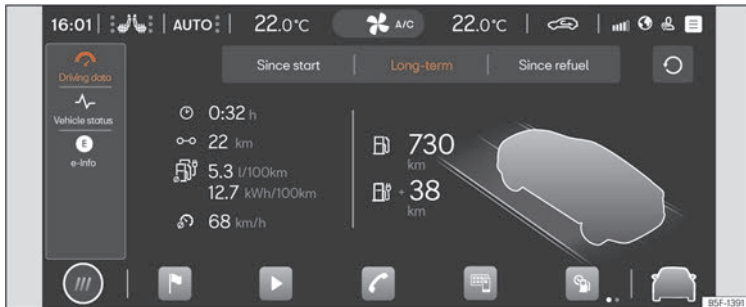 16:01 AUTO 22.0°C A/C 22.0°C
Since start Long-term Since refuel
Driving data
Vehicle status
E
e-Info
0:32 h
22 km
5.3 l/100km
12.7 kWh/100km
68 km/h
730
km
+38
km
B5F-1391